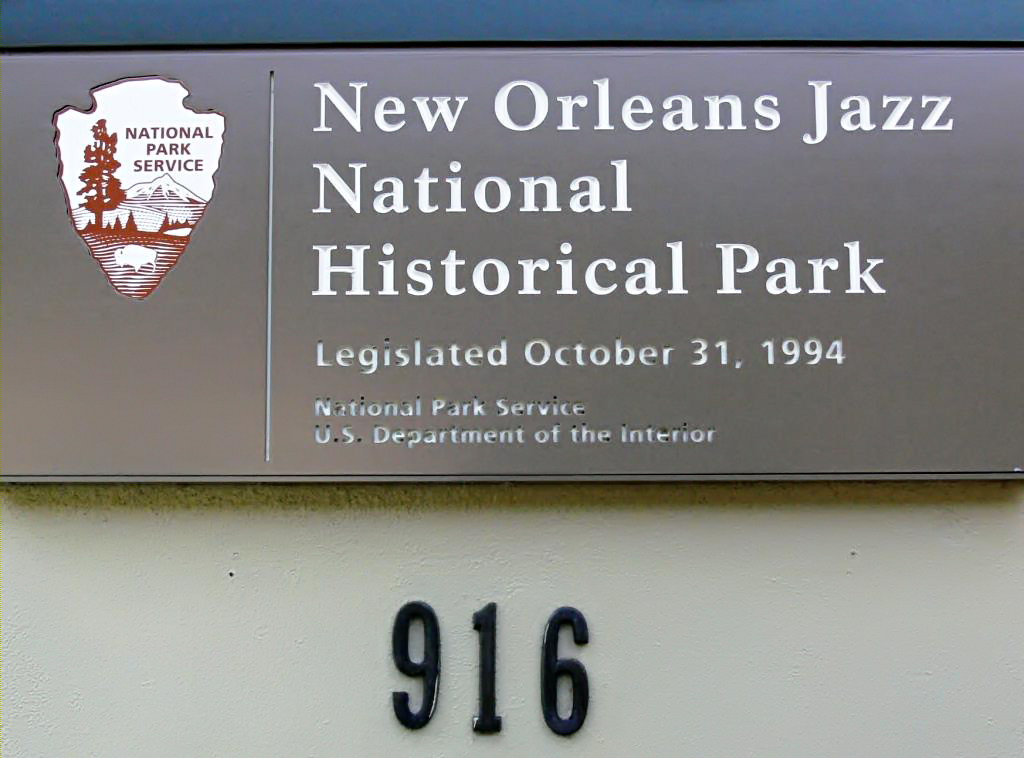 NATIONAL
PARK
SERVICE
New Orleans Jazz
National
Historical Park
Legislated October 31, 1994
National Park Service
U.S. Department of the Interior
916